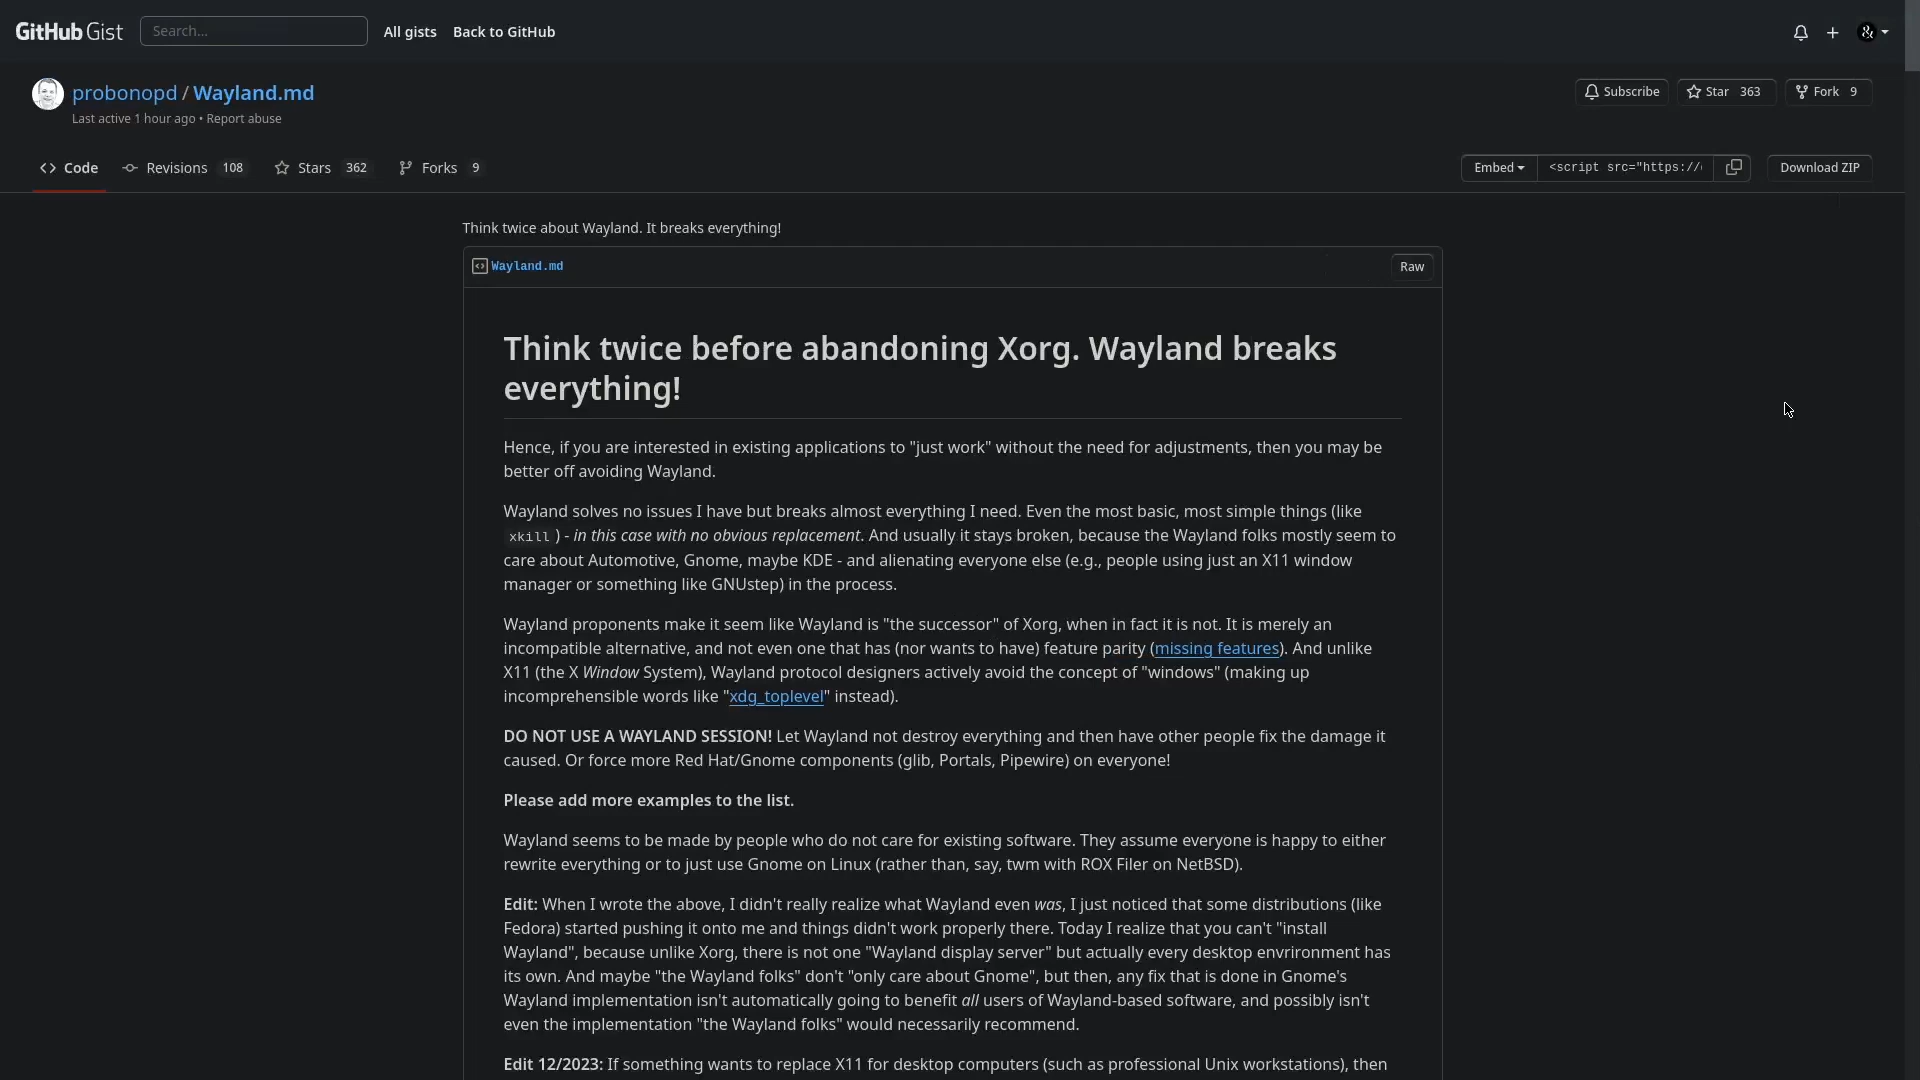 GitHub Gist Search... All gists Back to GitHub
probonopd / Wayland.md Subscribe Star 363 Fork 9
Last active 1 hour ago • Report abuse
Code Revisions 108 Stars 362 Forks 9 Embed <script src="https:// Download ZIP
Think twice about Wayland. It breaks everything!
Wayland.md Raw
Think twice before abandoning Xorg. Wayland breaks
everything!
Hence, if you are interested in existing applications to "just work" without the need for adjustments, then you may be
better off avoiding Wayland.
Wayland solves no issues I have but breaks almost everything I need. Even the most basic, most simple things (like
xkill ) - in this case with no obvious replacement. And usually it stays broken, because the Wayland folks mostly seem to
care about Automotive, Gnome, maybe KDE - and alienating everyone else (e.g., people using just an X11 window
manager or something like GNUstep) in the process.
Wayland proponents make it seem like Wayland is "the successor" of Xorg, when in fact it is not. It is merely an
incompatible alternative, and not even one that has (nor wants to have) feature parity (missing features). And unlike
X11 (the X Window System), Wayland protocol designers actively avoid the concept of "windows" (making up
incomprehensible words like "xdg_toplevel" instead).
DO NOT USE A WAYLAND SESSION! Let Wayland not destroy everything and then have other people fix the damage it
caused. Or force more Red Hat/Gnome components (glib, Portals, Pipewire) on everyone!
Please add more examples to the list.
Wayland seems to be made by people who do not care for existing software. They assume everyone is happy to either
rewrite everything or to just use Gnome on Linux (rather than, say, twm with ROX Filer on NetBSD).
Edit: When I wrote the above, I didn't really realize what Wayland even was, I just noticed that some distributions (like
Fedora) started pushing it onto me and things didn't work properly there. Today I realize that you can't "install
Wayland", because unlike Xorg, there is not one "Wayland display server" but actually every desktop envrironment has
its own. And maybe "the Wayland folks" don't "only care about Gnome", but then, any fix that is done in Gnome's
Wayland implementation isn't automatically going to benefit all users of Wayland-based software, and possibly isn't
even the implementation "the Wayland folks" would necessarily recommend.
Edit 12/2023: If something wants to replace X11 for desktop computers (such as professional Unix workstations), then